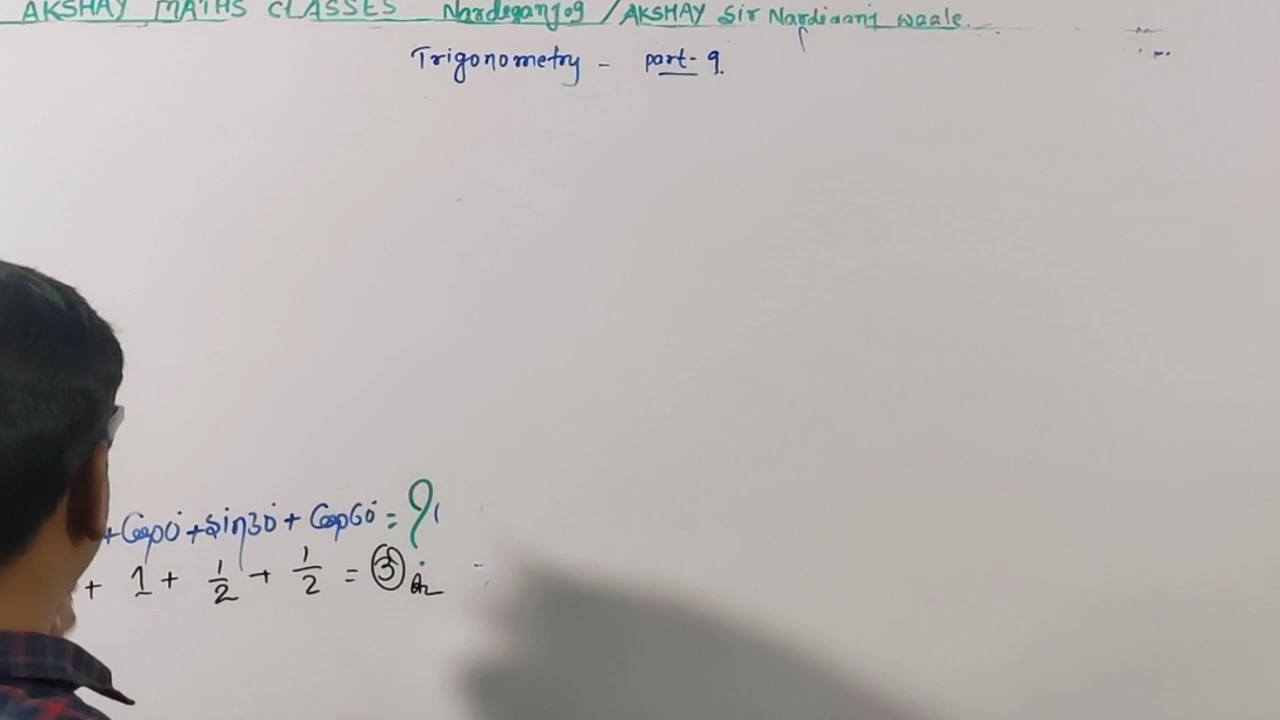 AKSHAY MATHS CLASSES Nardeganj09 / AKSHAY Sir Nardiganj waale.
Trigonometry - part- 9.
+ Cos0° + Sin30° + Cos60° = ?
+ 1 + 1/2 + 1/2 = 3